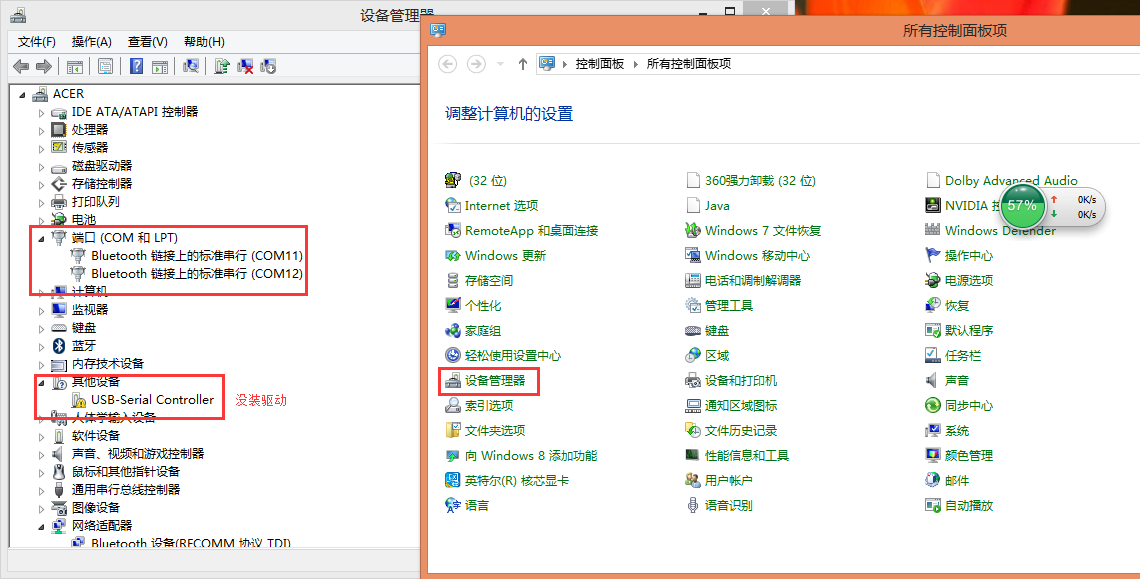 设备管理器
文件(F) 操作(A) 查看(V) 帮助(H)
ACER
IDE ATA/ATAPI 控制器
处理器
传感器
磁盘驱动器
存储控制器
打印队列
电池
端口 (COM 和 LPT)
Bluetooth 链接上的标准串行 (COM11)
Bluetooth 链接上的标准串行 (COM12)
计算机
监视器
键盘
蓝牙
内存技术设备
其他设备
USB-Serial Controller
没装驱动
人体学输入设备
软件设备
声音、视频和游戏控制器
鼠标和其他指针设备
通用串行总线控制器
图像设备
网络适配器
Bluetooth 设备(RFCOMM 协议 TDI)
所有控制面板项
控制面板 所有控制面板项
调整计算机的设置
(32 位)
360强力卸载 (32 位)
Dolby Advanced Audio
Internet 选项
Java
NVIDIA
RemoteApp 和桌面连接
Windows 7 文件恢复
Windows Defender
Windows 更新
Windows 移动中心
操作中心
存储空间
电话和调制解调器
电源选项
个性化
管理工具
恢复
家庭组
键盘
默认程序
轻松使用设置中心
区域
任务栏
设备管理器
设备和打印机
声音
索引选项
通知区域图标
同步中心
文件夹选项
文件历史记录
系统
向 Windows 8 添加功能
性能信息和工具
颜色管理
英特尔(R) 核芯显卡
用户帐户
邮件
语言
语音识别
自动播放
57%
0K/s
0K/s